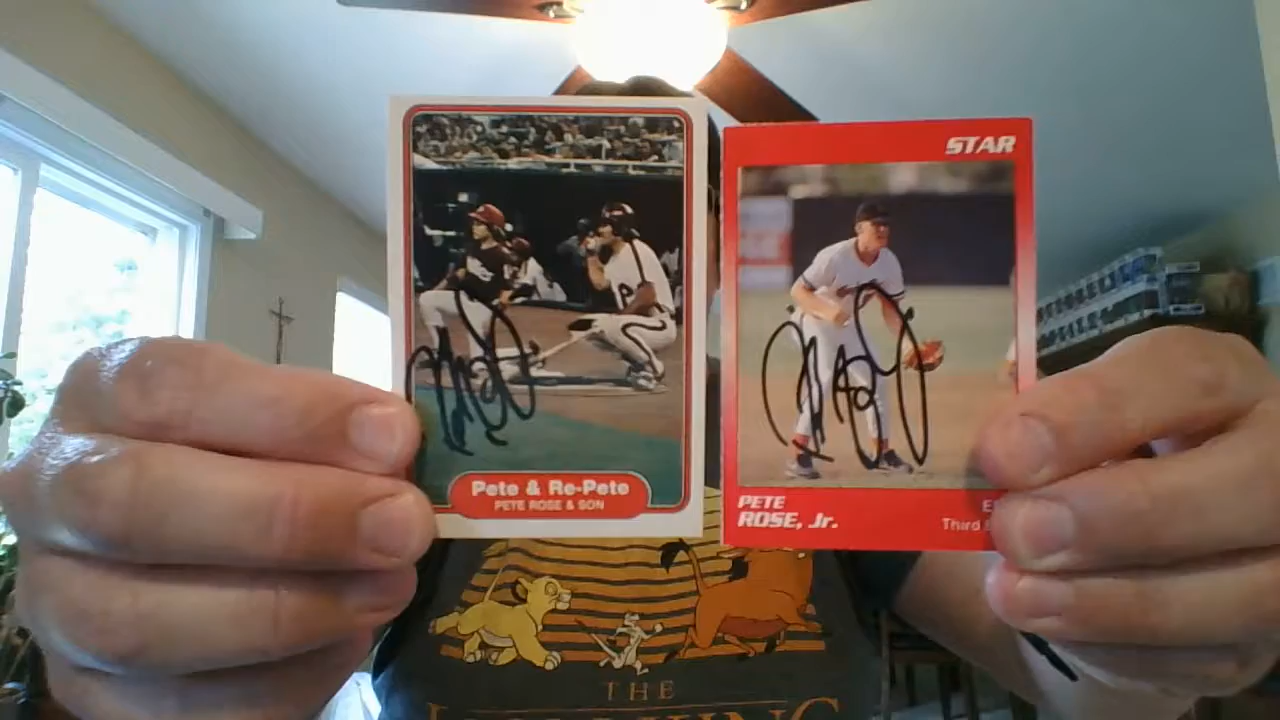 Pete & Re-Pete
PETE ROSE & SON
STAR
PETE
ROSE, Jr.
Third
THE